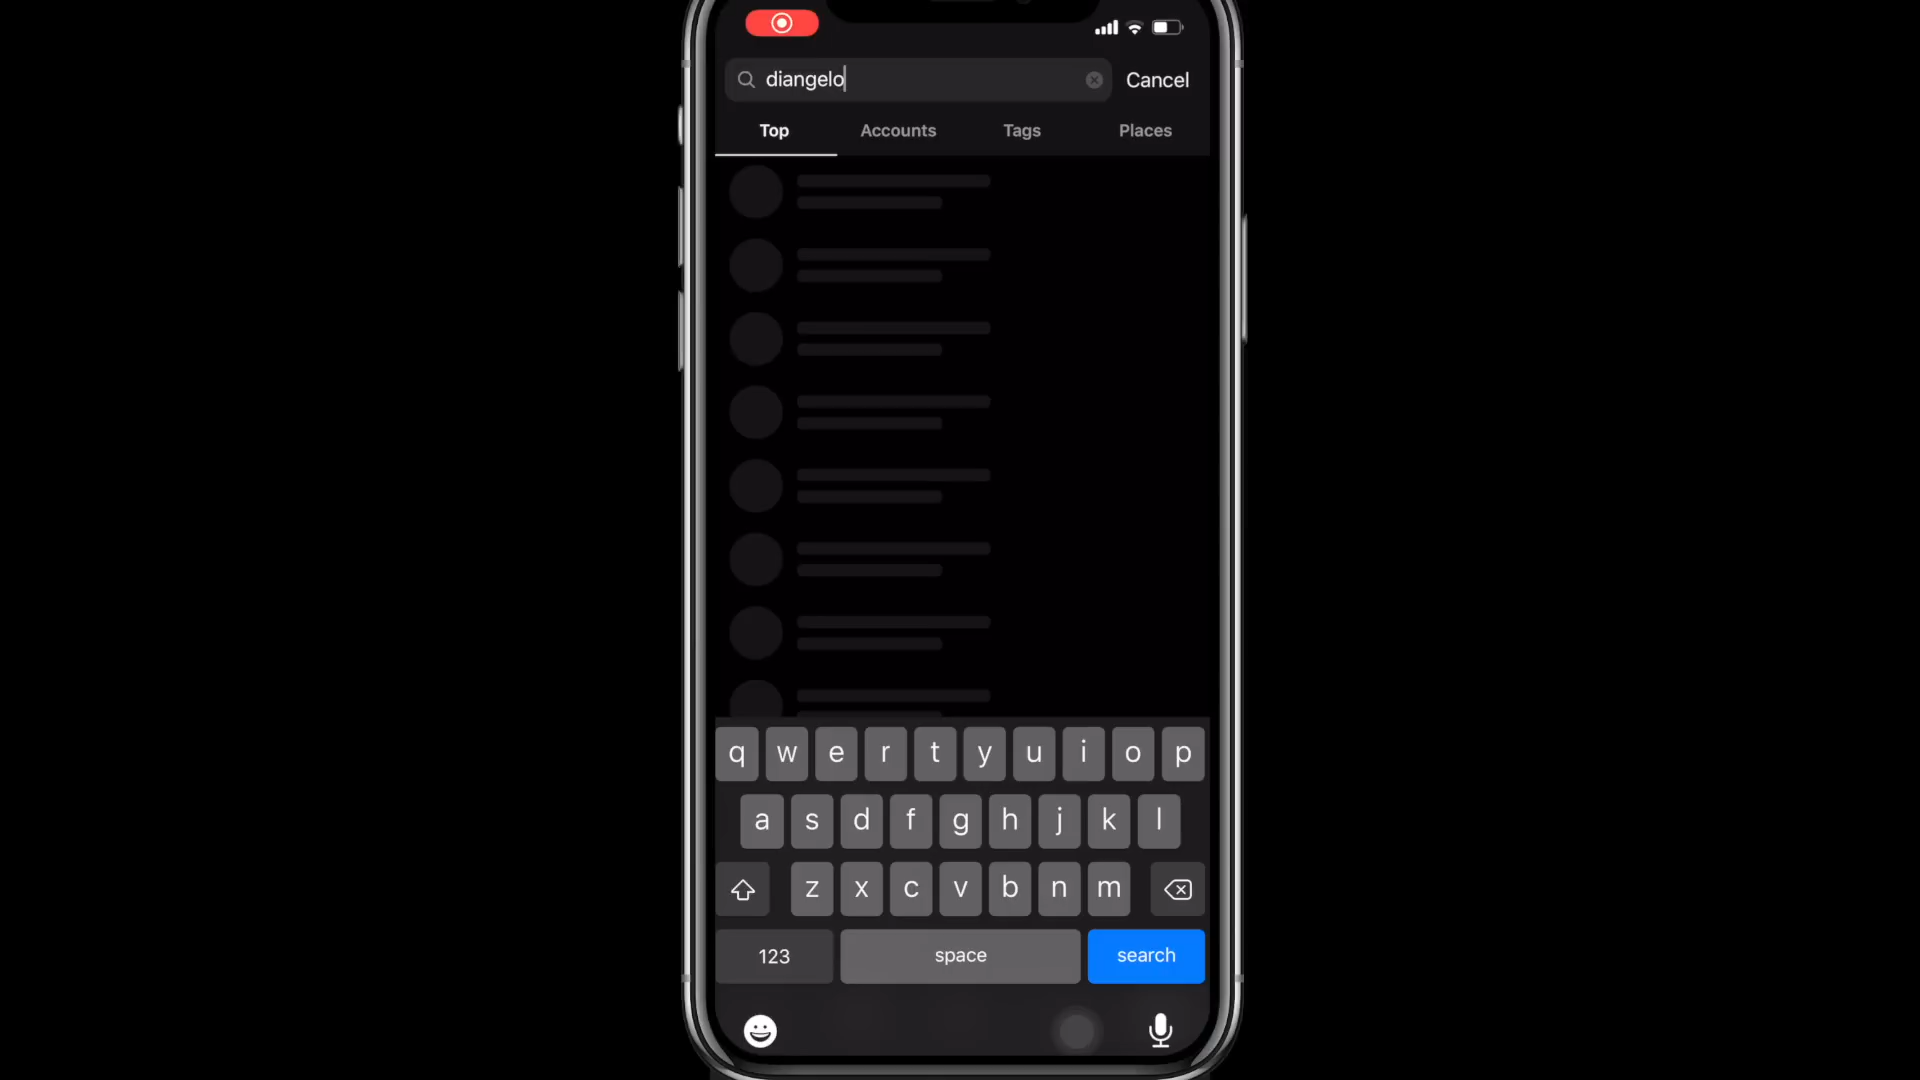 diangelo Cancel
Top Accounts Tags Places
q w e r t y u i o p
a s d f g h j k l
z x c v b n m
123 space search